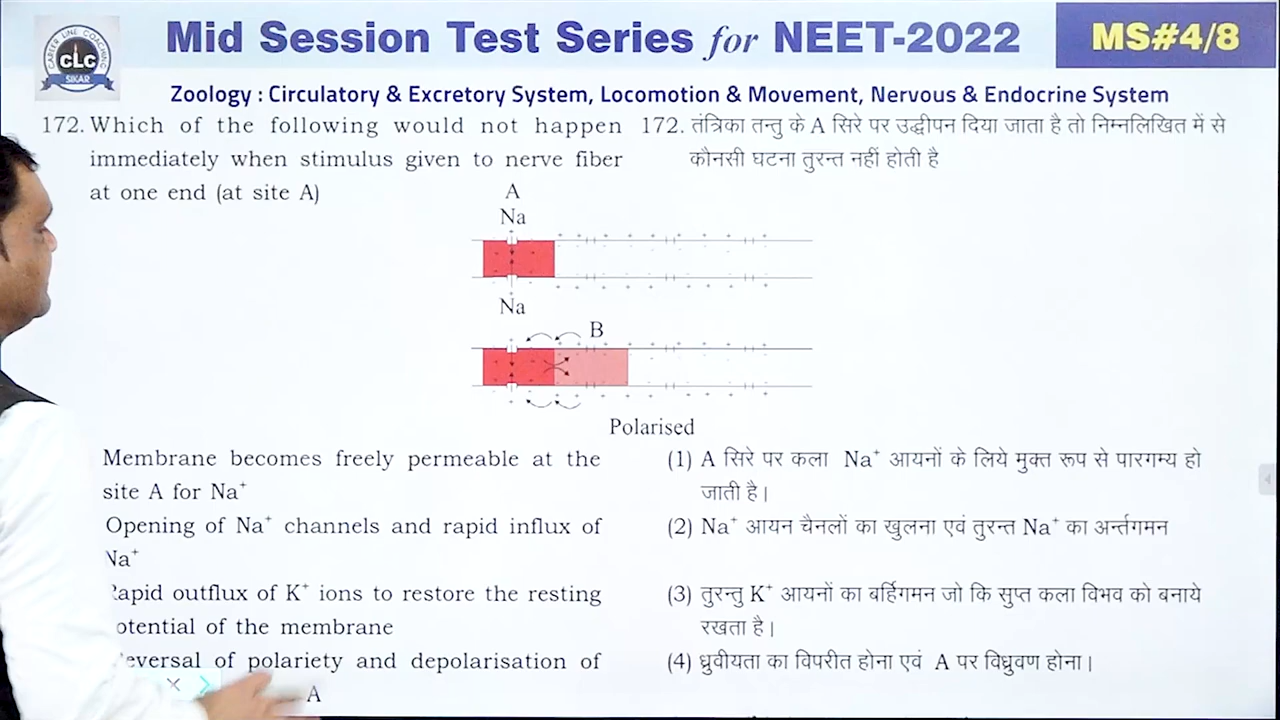 CAREER LINE COACHING
CLC
SIKAR
Mid Session Test Series for NEET-2022
MS#4/8
Zoology : Circulatory & Excretory System, Locomotion & Movement, Nervous & Endocrine System
172. Which of the following would not happen
immediately when stimulus given to nerve fiber
at one end (at site A)
172. तंत्रिका तन्तु के A सिरे पर उद्धीपन दिया जाता है तो निम्नलिखित में से
कौनसी घटना तुरन्त नहीं होती है
A
Na
Na
B
Polarised
Membrane becomes freely permeable at the
site A for Na⁺
Opening of Na⁺ channels and rapid influx of
Na⁺
Rapid outflux of K⁺ ions to restore the resting
otential of the membrane
eversal of polariety and depolarisation of
A
(1) A सिरे पर कला Na⁺ आयनों के लिये मुक्त रूप से पारगम्य हो
जाती है।
(2) Na⁺ आयन चैनलों का खुलना एवं तुरन्त Na⁺ का अर्न्तगमन
(3) तुरन्तु K⁺ आयनों का बर्हिगमन जो कि सुप्त कला विभव को बनाये
रखता है।
(4) ध्रुवीयता का विपरीत होना एवं A पर विध्रुवण होना।